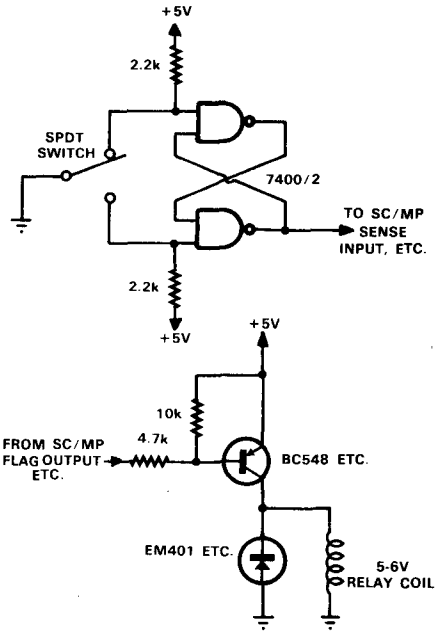 +5V
2.2k
SPDT
SWITCH
7400/2
TO SC/MP
SENSE
INPUT, ETC.
2.2k
+5V
+5V
10k
4.7k
FROM SC/MP
FLAG OUTPUT
ETC.
BC548 ETC.
EM401 ETC.
5-6V
RELAY COIL